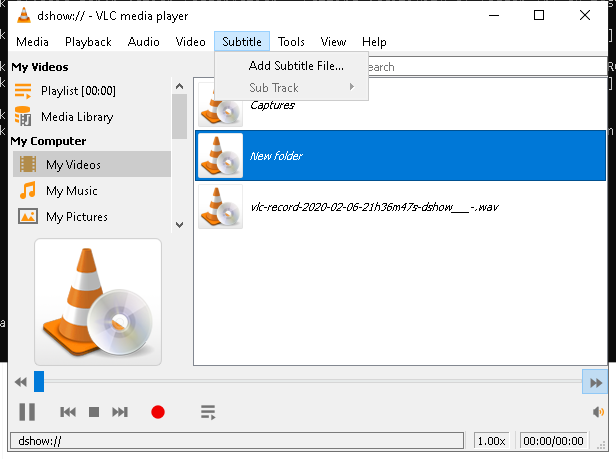 dshow:// - VLC media player
Media Playback Audio Video Subtitle Tools View Help
Add Subtitle File...
Sub Track
My Videos
Playlist [00:00]
Media Library
My Computer
My Videos
My Music
My Pictures
Captures
New folder
vlc-record-2020-02-06-21h36m47s-dshow___-.wav
dshow://
1.00x
00:00/00:00